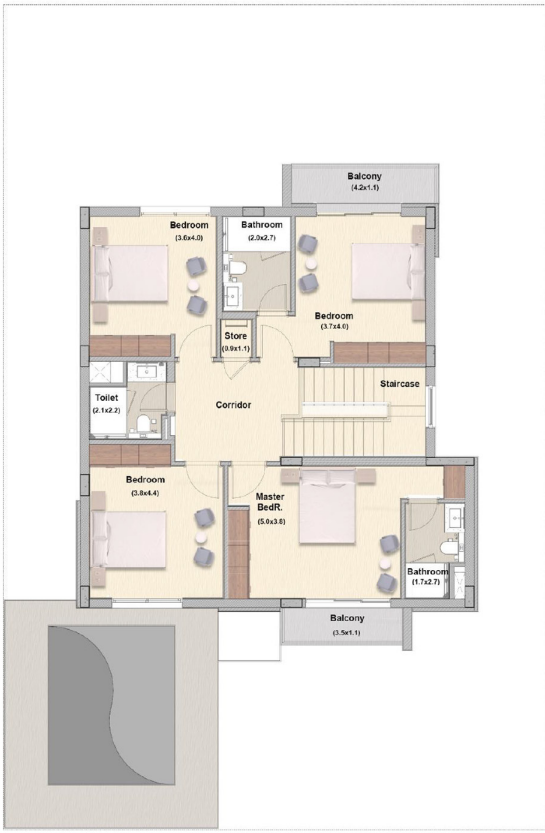 Balcony
(4.2x1.1)
Bedroom
(3.6x4.0)
Bathroom
(2.0x2.7)
Bedroom
(3.7x4.0)
Store
(0.9x1.1)
Staircase
Toilet
(2.1x2.2)
Corridor
Bedroom
(3.8x4.4)
Master
BedR.
(5.0x3.8)
Bathroom
(1.7x2.7)
Balcony
(3.5x1.1)